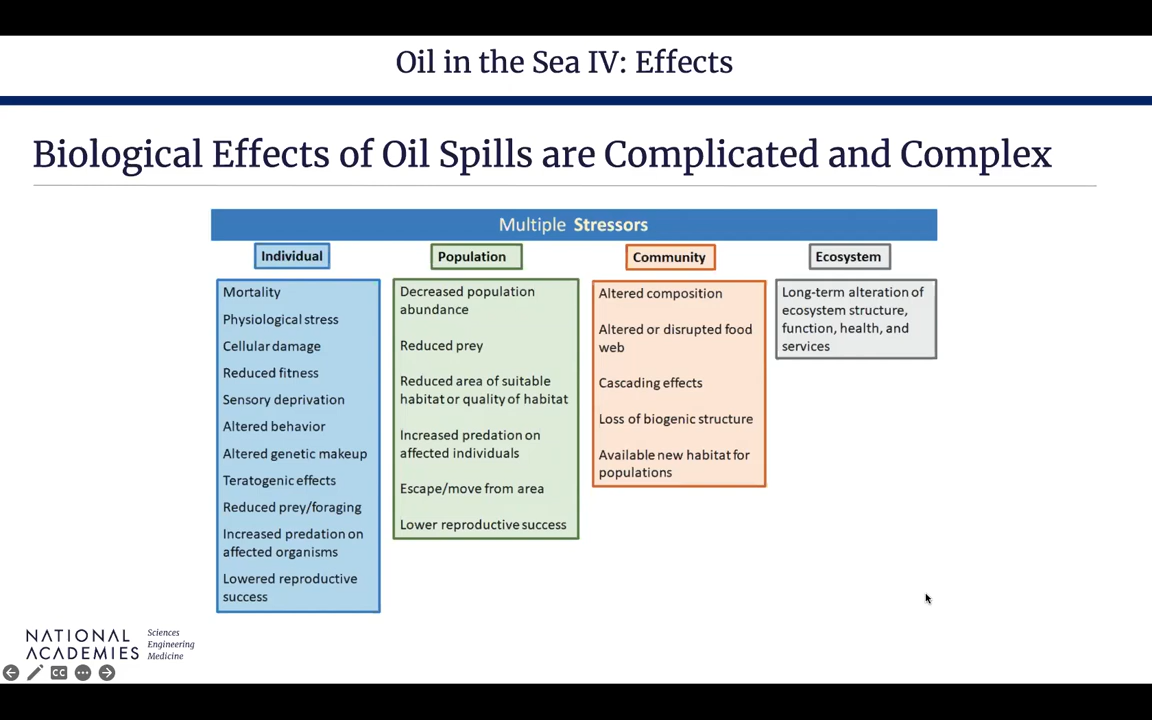 Oil in the Sea IV: Effects
Biological Effects of Oil Spills are Complicated and Complex
Multiple Stressors
Individual
Mortality
Physiological stress
Cellular damage
Reduced fitness
Sensory deprivation
Altered behavior
Altered genetic makeup
Teratogenic effects
Reduced prey/foraging
Increased predation on
affected organisms
Lowered reproductive
success
Population
Decreased population
abundance
Reduced prey
Reduced area of suitable
habitat or quality of habitat
Increased predation on
affected individuals
Escape/move from area
Lower reproductive success
Community
Altered composition
Altered or disrupted food
web
Cascading effects
Loss of biogenic structure
Available new habitat for
populations
Ecosystem
Long-term alteration of
ecosystem structure,
function, health, and
services
NATIONAL
ACADEMIES
Sciences
Engineering
Medicine
CC